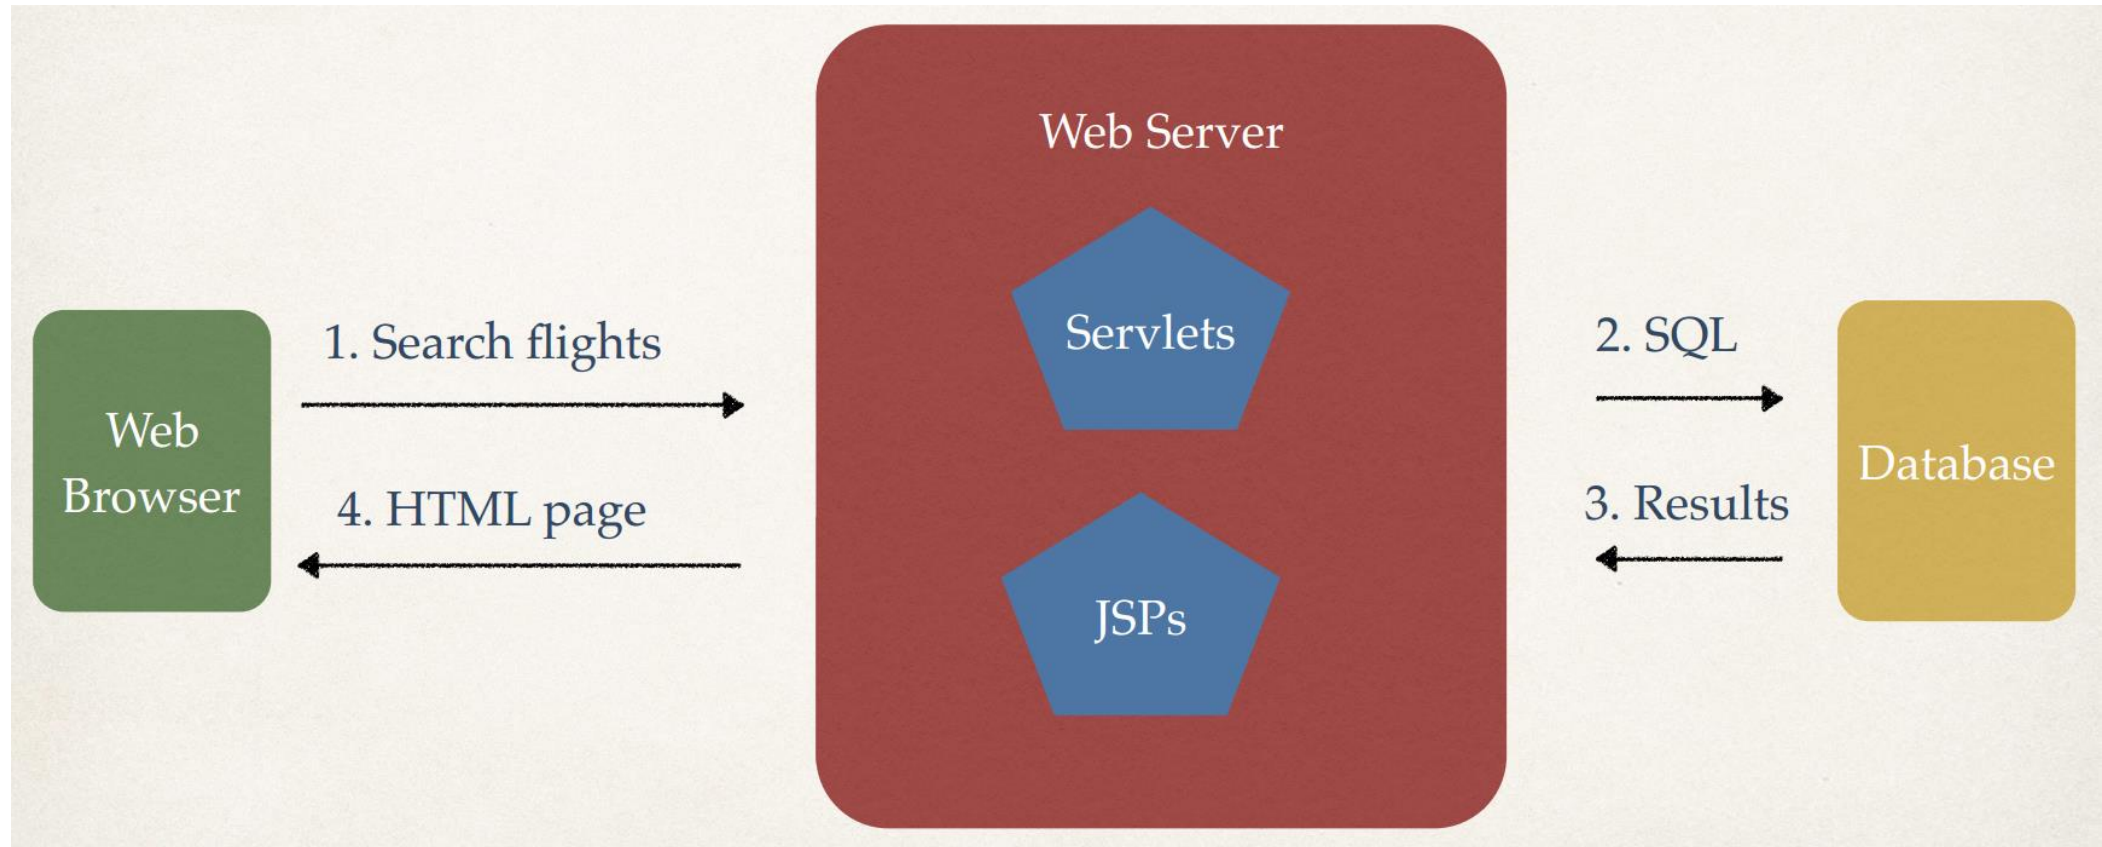 Web Server
Servlets
1. Search flights
2. SQL
Web
Browser
Database
4. HTML page
3. Results
JSPs